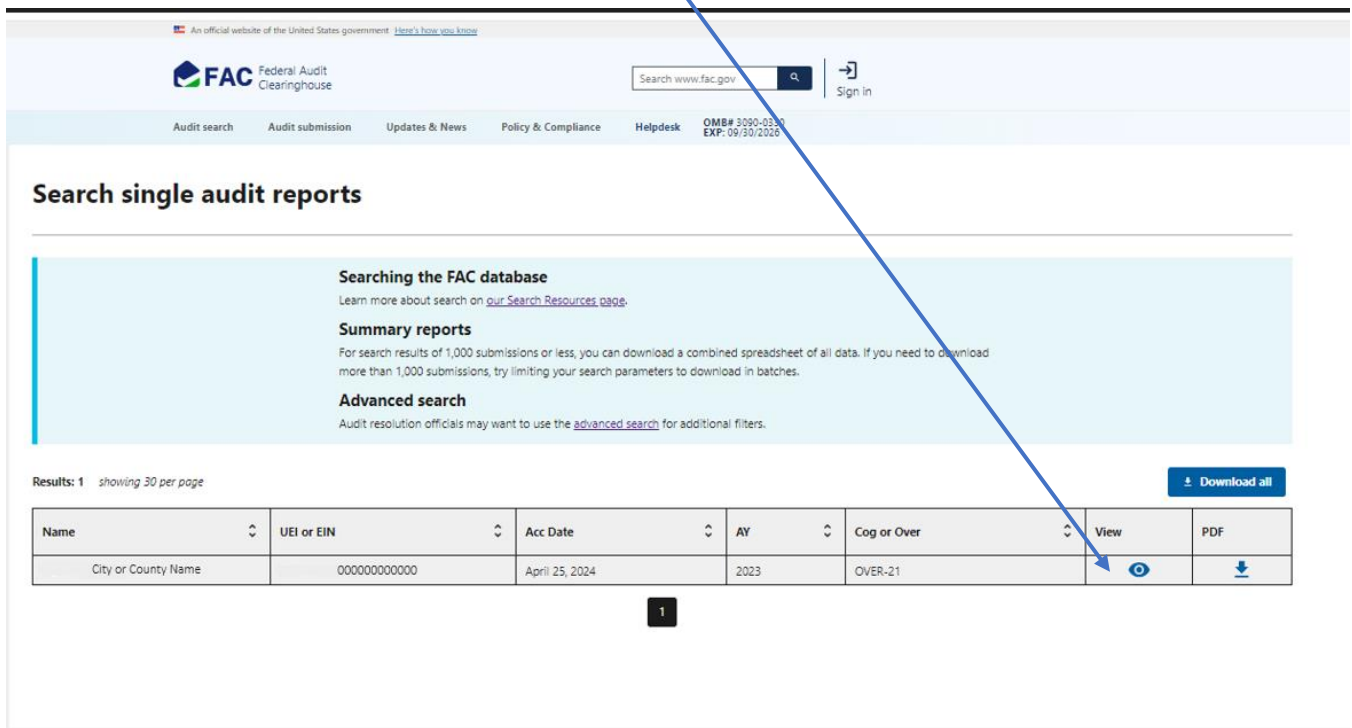 An official website of the United States government Here's how you know
FAC Federal Audit
Clearinghouse
Search www.fac.gov
Sign in
Audit search Audit submission Updates & News Policy & Compliance Helpdesk OMB# 3090-0330
EXP: 09/30/2026
Search single audit reports
Searching the FAC database
Learn more about search on our Search Resources page.
Summary reports
For search results of 1,000 submissions or less, you can download a combined spreadsheet of all data. If you need to download
more than 1,000 submissions, try limiting your search parameters to download in batches.
Advanced search
Audit resolution officials may want to use the advanced search for additional filters.
Results: 1 showing 30 per page
Download all
Name UEI or EIN Acc Date AY Cog or Over View PDF
City or County Name 000000000000 April 25, 2024 2023 OVER-21
1